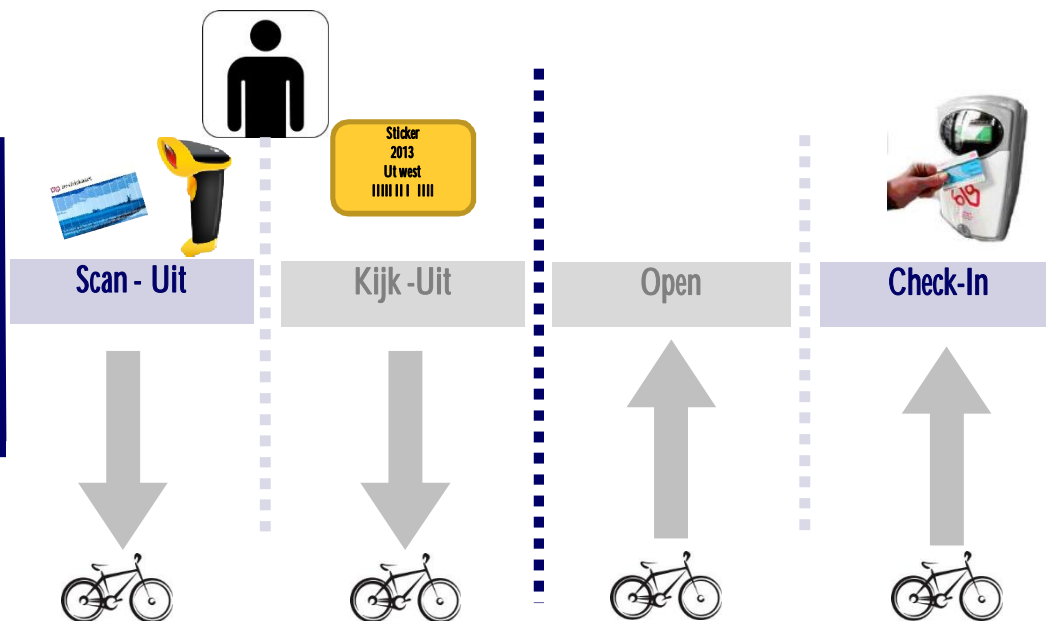 Sticker
2013
Ut west
Scan - Uit
Kijk -Uit
Open
Check-In